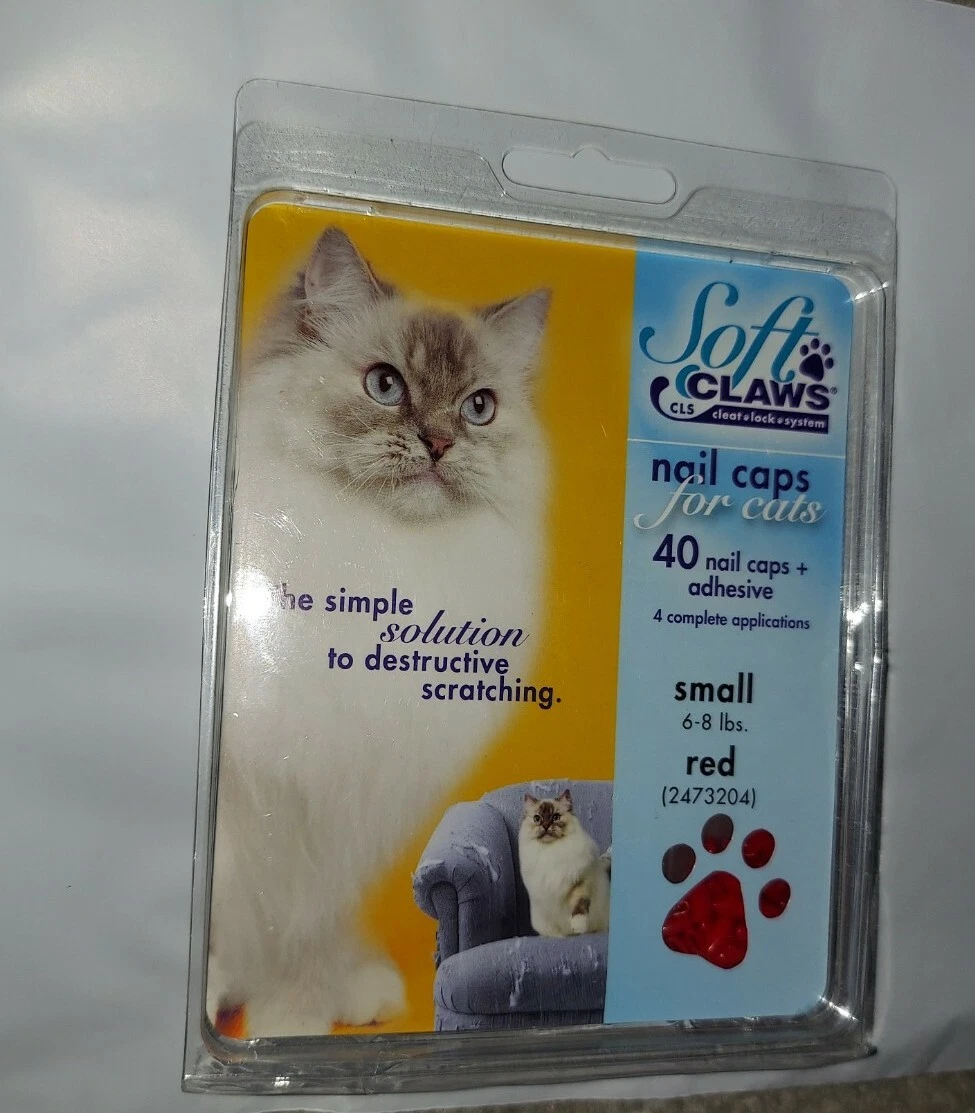 Soft
CLAWS®
CLS cleat•lock•system
nail caps
for cats
40 nail caps +
adhesive
4 complete applications
small
6-8 lbs.
red
(2473204)
he simple
solution
to destructive
scratching.